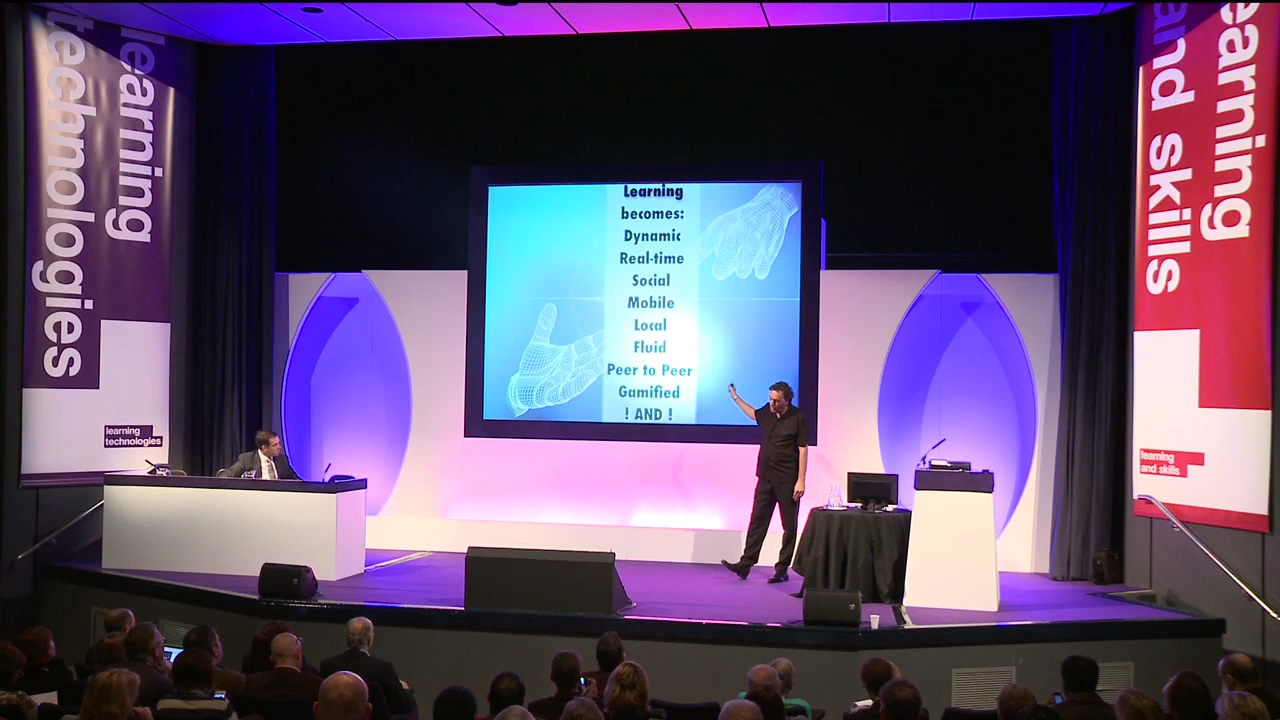 learning
technologies
learning
technologies
Learning
becomes:
Dynamic
Real-time
Social
Mobile
Local
Fluid
Peer to Peer
Gamified
! AND !
learning
and skills
learning
and skills